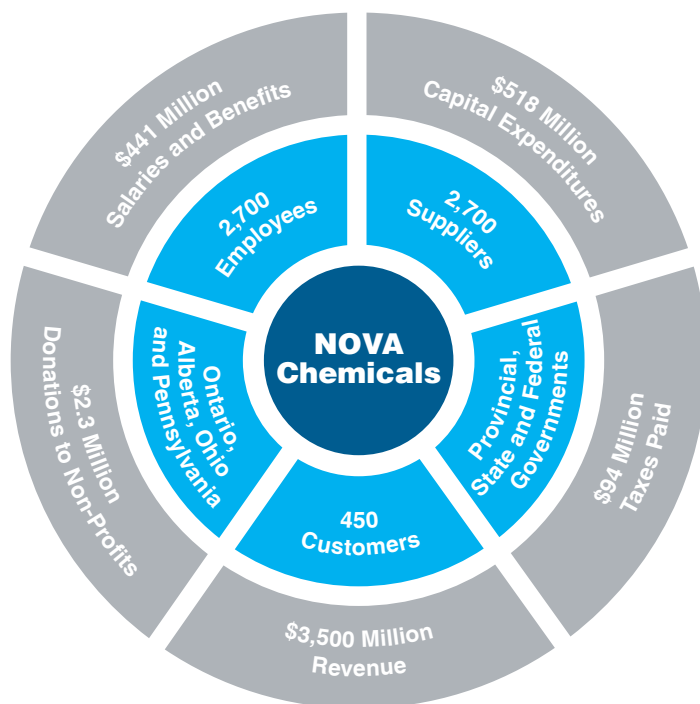 $441 Million
Salaries and Benefits
$518 Million
Capital Expenditures
2,700
Employees
2,700
Suppliers
NOVA
Chemicals
Donations to Non-Profits
$2.3 Million
Ontario,
Alberta, Ohio
and Pennsylvania
Provincial,
State and Federal
Governments
$94 Million
Taxes Paid
450
Customers
$3,500 Million
Revenue